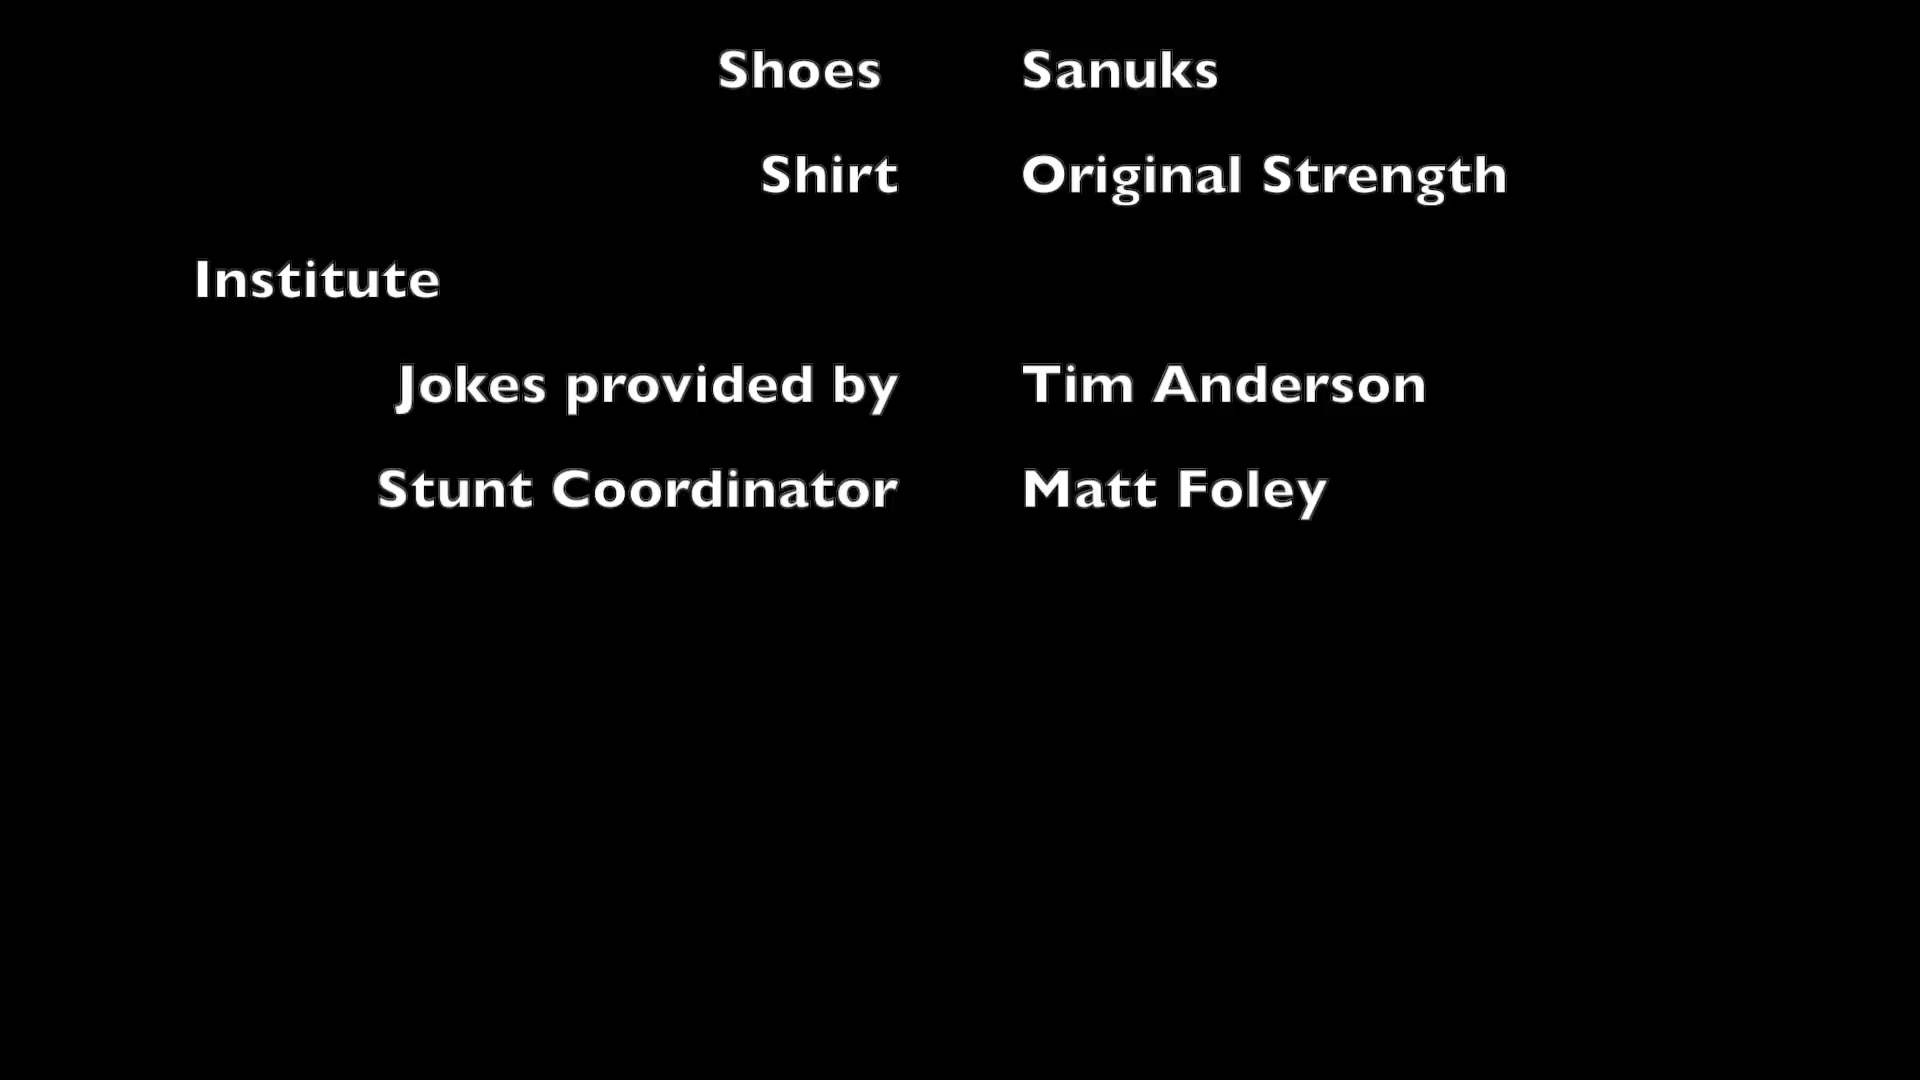 Shoes Sanuks
Shirt Original Strength
Institute
Jokes provided by Tim Anderson
Stunt Coordinator Matt Foley